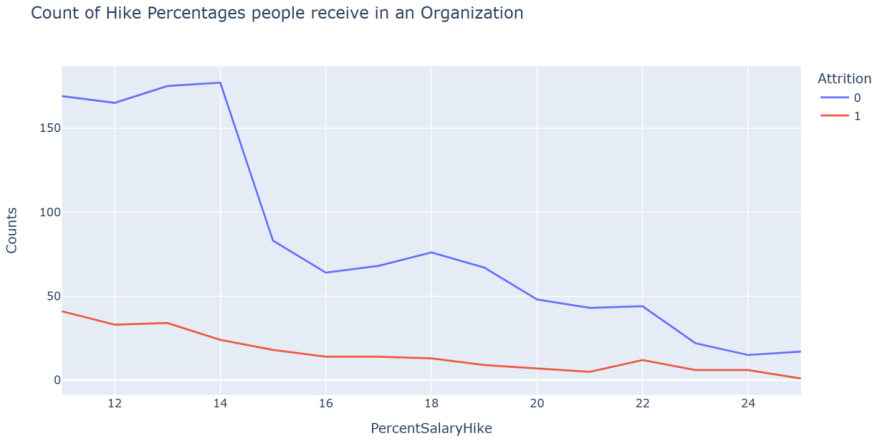 Count of Hike Percentages people receive in an Organization
Attrition
0
1
150
100
50
0
Counts
12 14 16 18 20 22 24
PercentSalaryHike